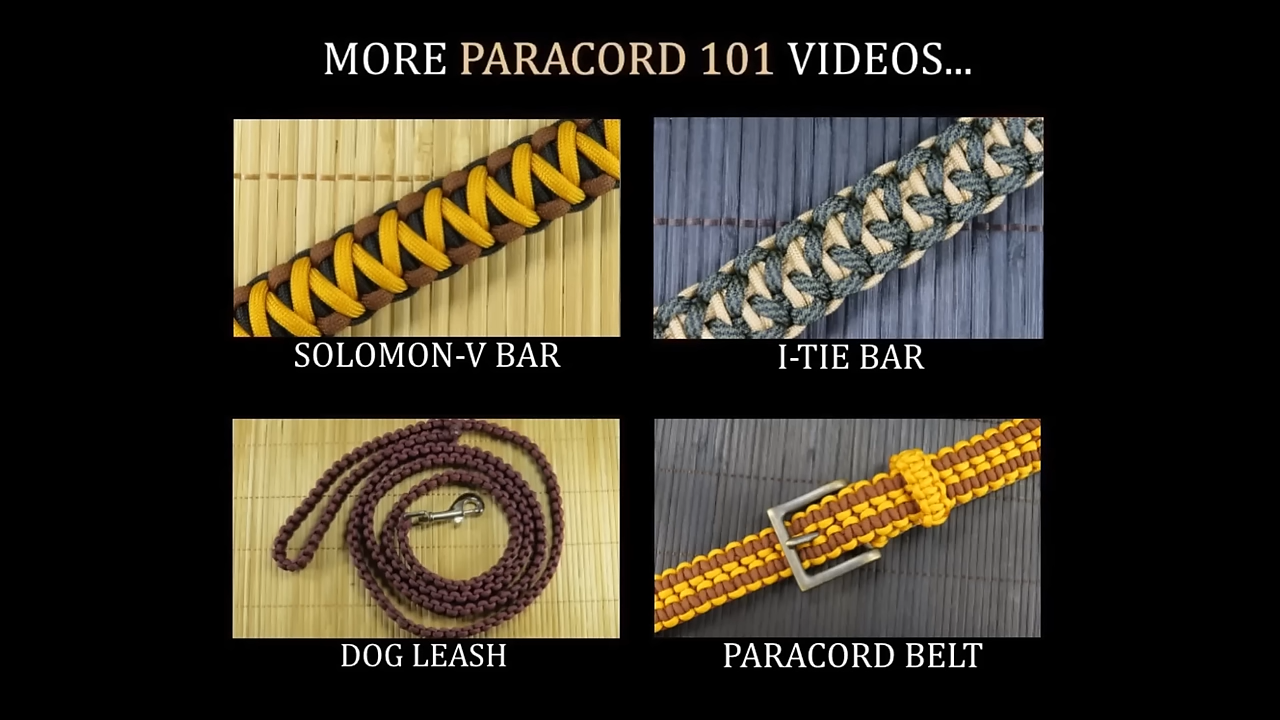 MORE PARACORD 101 VIDEOS...
SOLOMON-V BAR
I-TIE BAR
DOG LEASH
PARACORD BELT